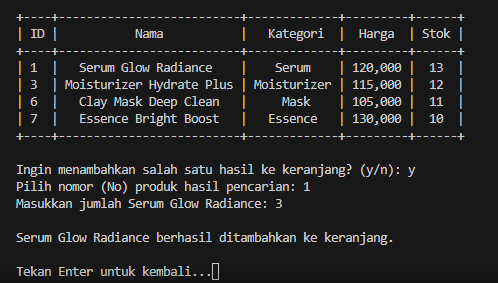 +----+--------------------------+-------------+---------+------+
| ID |           Nama           |  Kategori   |  Harga  | Stok |
+----+--------------------------+-------------+---------+------+
| 1  |   Serum Glow Radiance    |    Serum    | 120,000 |  13  |
| 3  | Moisturizer Hydrate Plus | Moisturizer | 115,000 |  12  |
| 6  |   Clay Mask Deep Clean   |    Mask     | 105,000 |  11  |
| 7  |  Essence Bright Boost    |   Essence   | 130,000 |  10  |
+----+--------------------------+-------------+---------+------+
Ingin menambahkan salah satu hasil ke keranjang? (y/n): y
Pilih nomor (No) produk hasil pencarian: 1
Masukkan jumlah Serum Glow Radiance: 3
Serum Glow Radiance berhasil ditambahkan ke keranjang.
Tekan Enter untuk kembali...